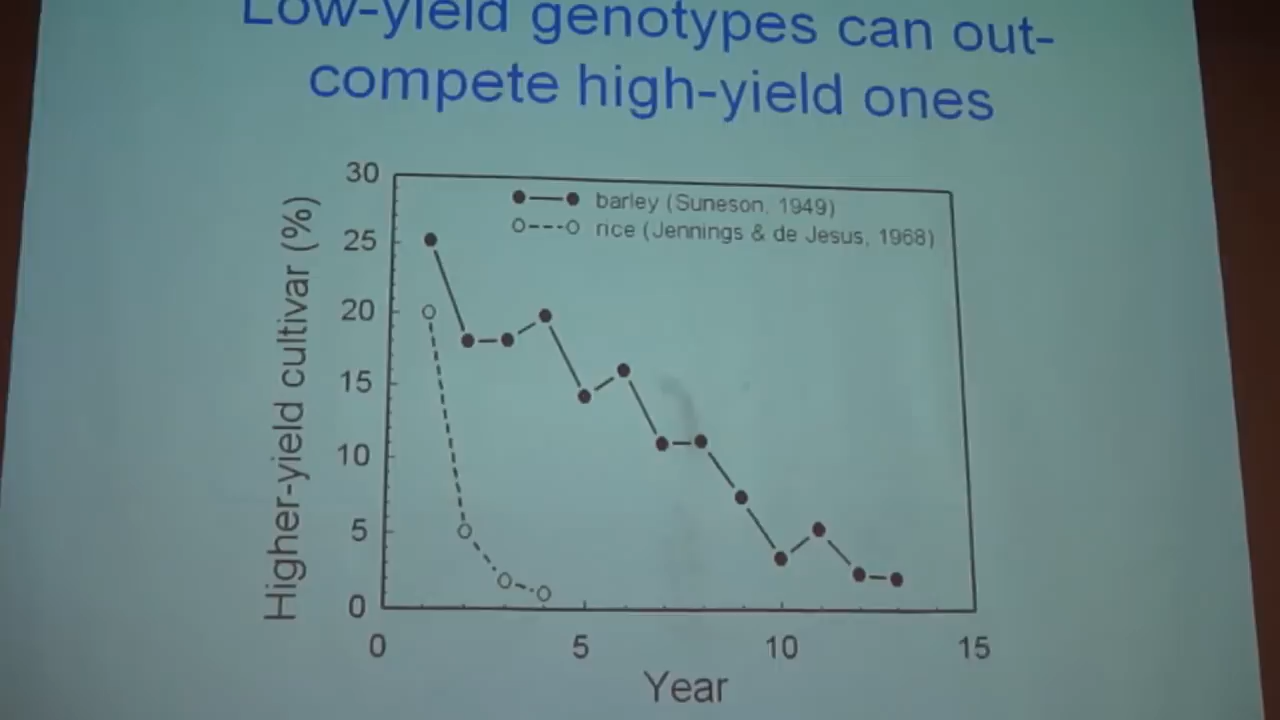 Low-yield genotypes can out-
compete high-yield ones
30
barley (Suneson, 1949)
rice (Jennings & de Jesus, 1968)
25
20
15
10
5
0
Higher-yield cultivar (%)
0 5 10 15
Year